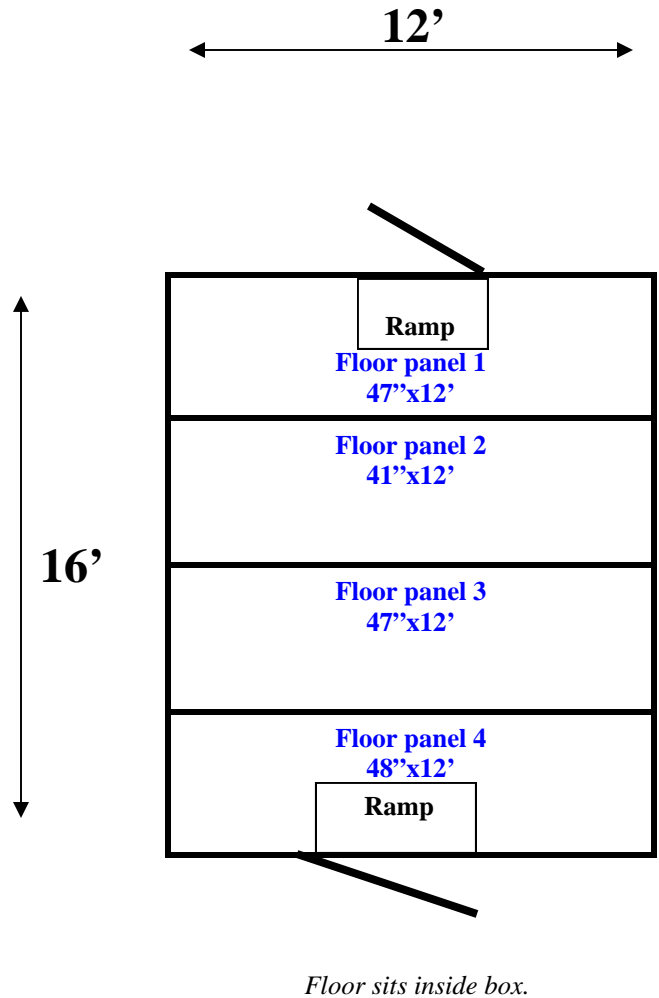 12’
Ramp
Floor panel 1
47”x12’
Floor panel 2
41”x12’
16’
Floor panel 3
47”x12’
Floor panel 4
48”x12’
Ramp
Floor sits inside box.